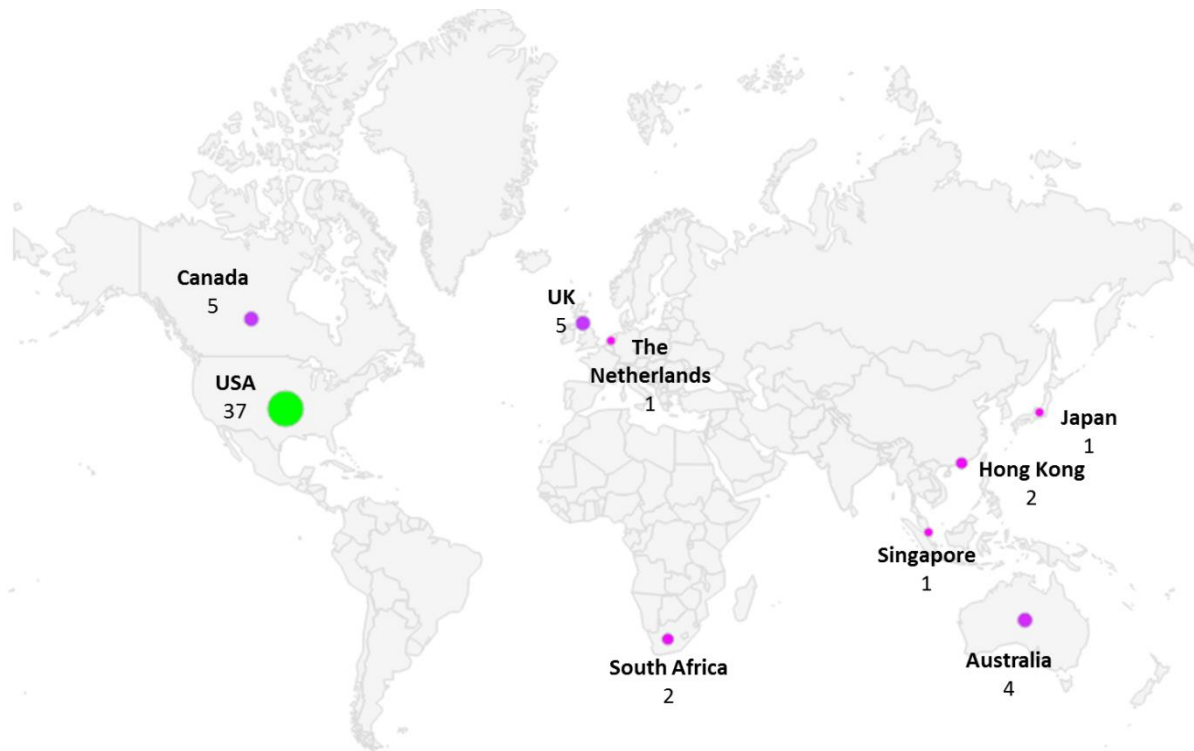 Canada
5
UK
5
The
Netherlands
1
USA
37
Japan
1
Hong Kong
2
Singapore
1
South Africa
2
Australia
4